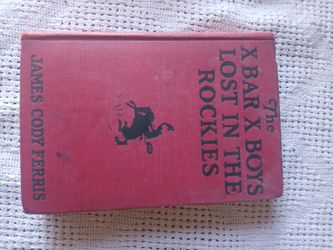 The
X BAR X BOYS
LOST IN THE
ROCKIES
JAMES CODY FERRIS